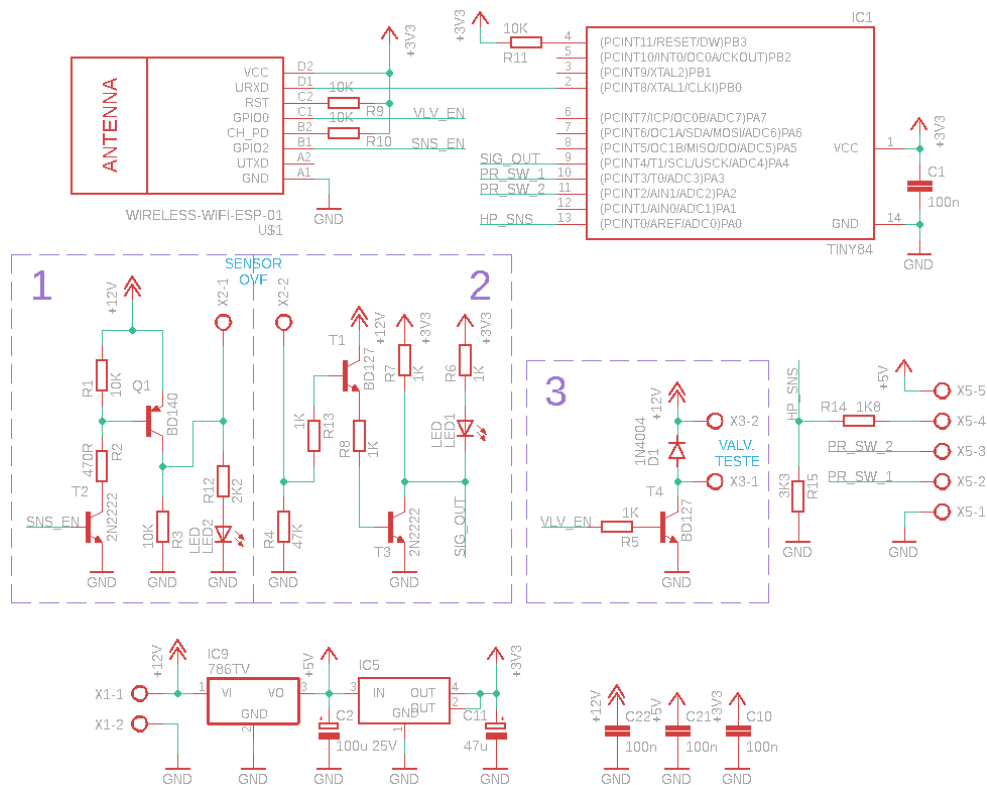 ANTENNA
VCC D2
URXD D1
RST C2
GPIO0 C1
CH_PD B2
GPIO2 B1
UTXD A2
GND A1
WIRELESS-WIFI-ESP-01
U$1
10K
R9
10K
R10
+3V3
VLV_EN
SNS_EN
GND
+3V3
10K
R11
IC1
4 (PCINT11/RESET/DW)PB3
5 (PCINT10/INT0/OC0A/CKOUT)PB2
3 (PCINT9/XTAL2)PB1
2 (PCINT8/XTAL1/CLKI)PB0
6 (PCINT7/ICP/OC0B/ADC7)PA7
7 (PCINT6/OC1A/SDA/MOSI/ADC6)PA6
8 (PCINT5/OC1B/MISO/DO/ADC5)PA5
SIG_OUT 9 (PCINT4/T1/SCL/USCK/ADC4)PA4
PR_SW_1 10 (PCINT3/T0/ADC3)PA3
PR_SW_2 11 (PCINT2/AIN1/ADC2)PA2
12 (PCINT1/AIN0/ADC1)PA1
HP_SNS 13 (PCINT0/AREF/ADC0)PA0
VCC 1
GND 14
TINY84
+3V3
C1
100n
GND
1
SENSOR
OVF
+12V
R1
10K
Q1
BD140
470R
R2
T2
2N2222
SNS_EN
10K
R3
X2-1
R12
2K2
LED
LED2
GND
GND
GND
2
X2-2
T1
BD127
+12V
+3V3
+3V3
R7
1K
R6
1K
1K
R13
R8
1K
LED
LED1
R4
47K
T3
2N2222
SIG_OUT
GND
GND
3
+12V
1N4004
D1
X3-2
VALV.
TESTE
X3-1
T4
BD127
VLV_EN
1K
R5
GND
HP_SNS
+5V
X5-5
R14 1K8
X5-4
PR_SW_2
X5-3
PR_SW_1
X5-2
X5-1
3K3
R15
GND
GND
X1-1
X1-2
+12V
IC9
786TV
1 VI VO 3
GND
2
+5V
C2
100u 25V
IC5
3 IN OUT 4
OUT 2
GND
1
+3V3
C11
47u
GND
GND
GND
GND
GND
+12V
C22
100n
+5V
C21
100n
+3V3
C10
100n
GND
GND
GND